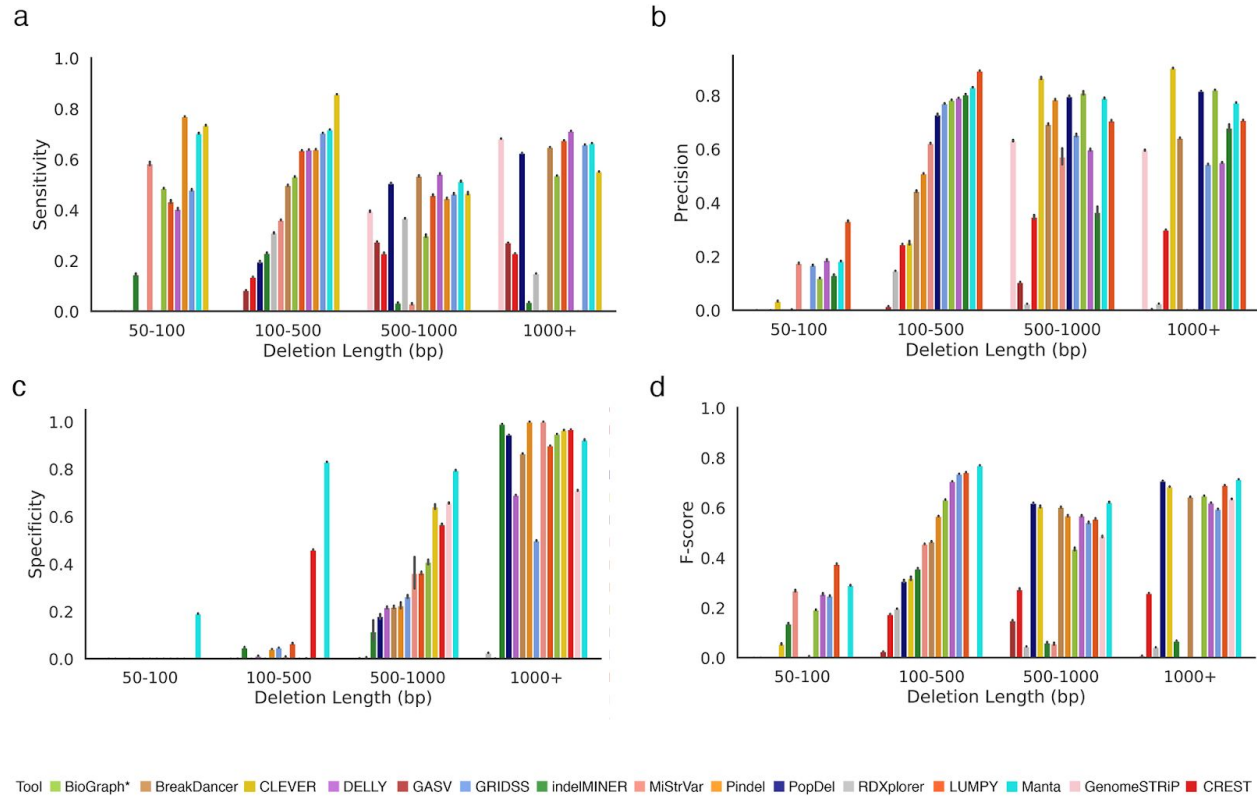 a
1.0
0.8
0.6
0.4
0.2
0.0
Sensitivity
50-100 100-500 500-1000 1000+
Deletion Length (bp)
b
0.8
0.6
0.4
0.2
0.0
Precision
50-100 100-500 500-1000 1000+
Deletion Length (bp)
c
1.0
0.8
0.6
0.4
0.2
0.0
Specificity
50-100 100-500 500-1000 1000+
Deletion Length (bp)
d
1.0
0.8
0.6
0.4
0.2
0.0
F-score
50-100 100-500 500-1000 1000+
Deletion Length (bp)
Tool BioGraph* BreakDancer CLEVER DELLY GASV GRIDSS indelMINER MiStrVar Pindel PopDel RDXplorer LUMPY Manta GenomeSTRiP CREST